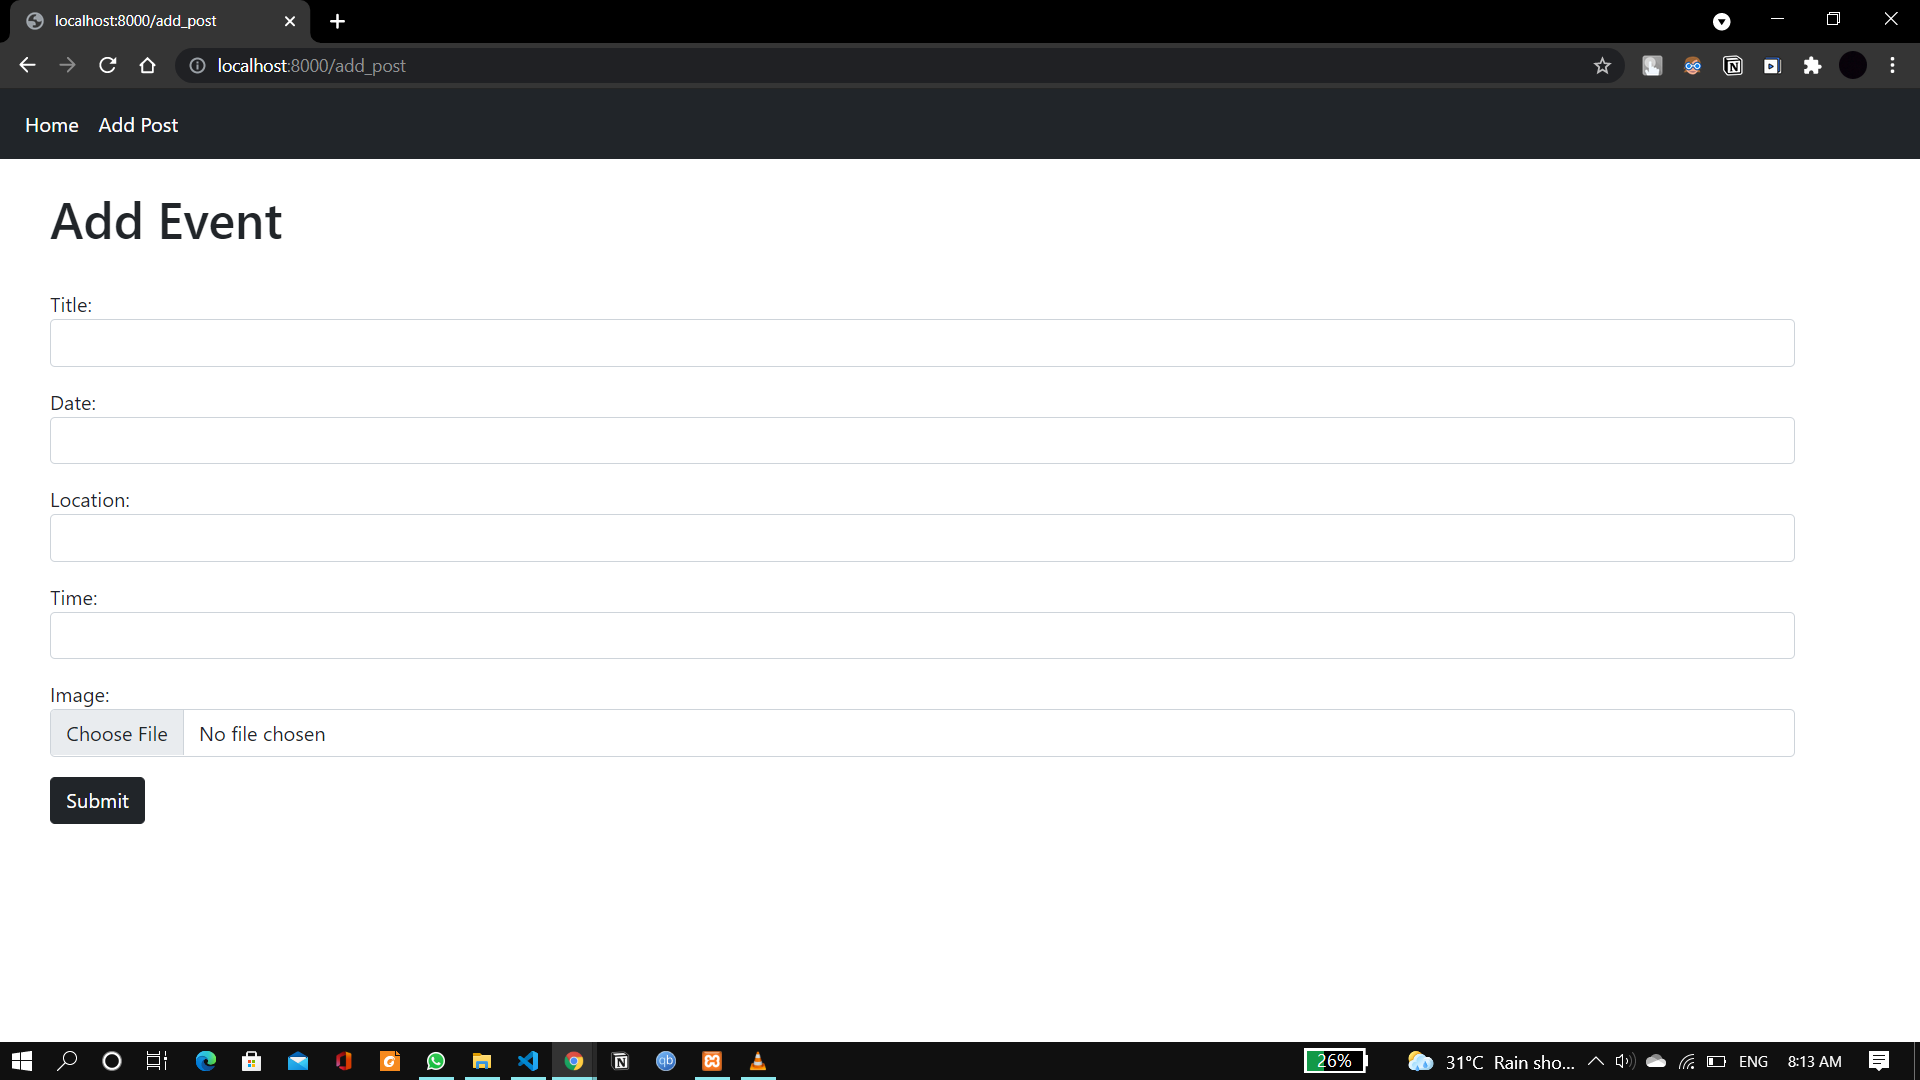 localhost:8000/add_post
localhost:8000/add_post
Home Add Post
Add Event
Title:
Date:
Location:
Time:
Image:
Choose File No file chosen
Submit
26% 31°C Rain sho... ENG 8:13 AM